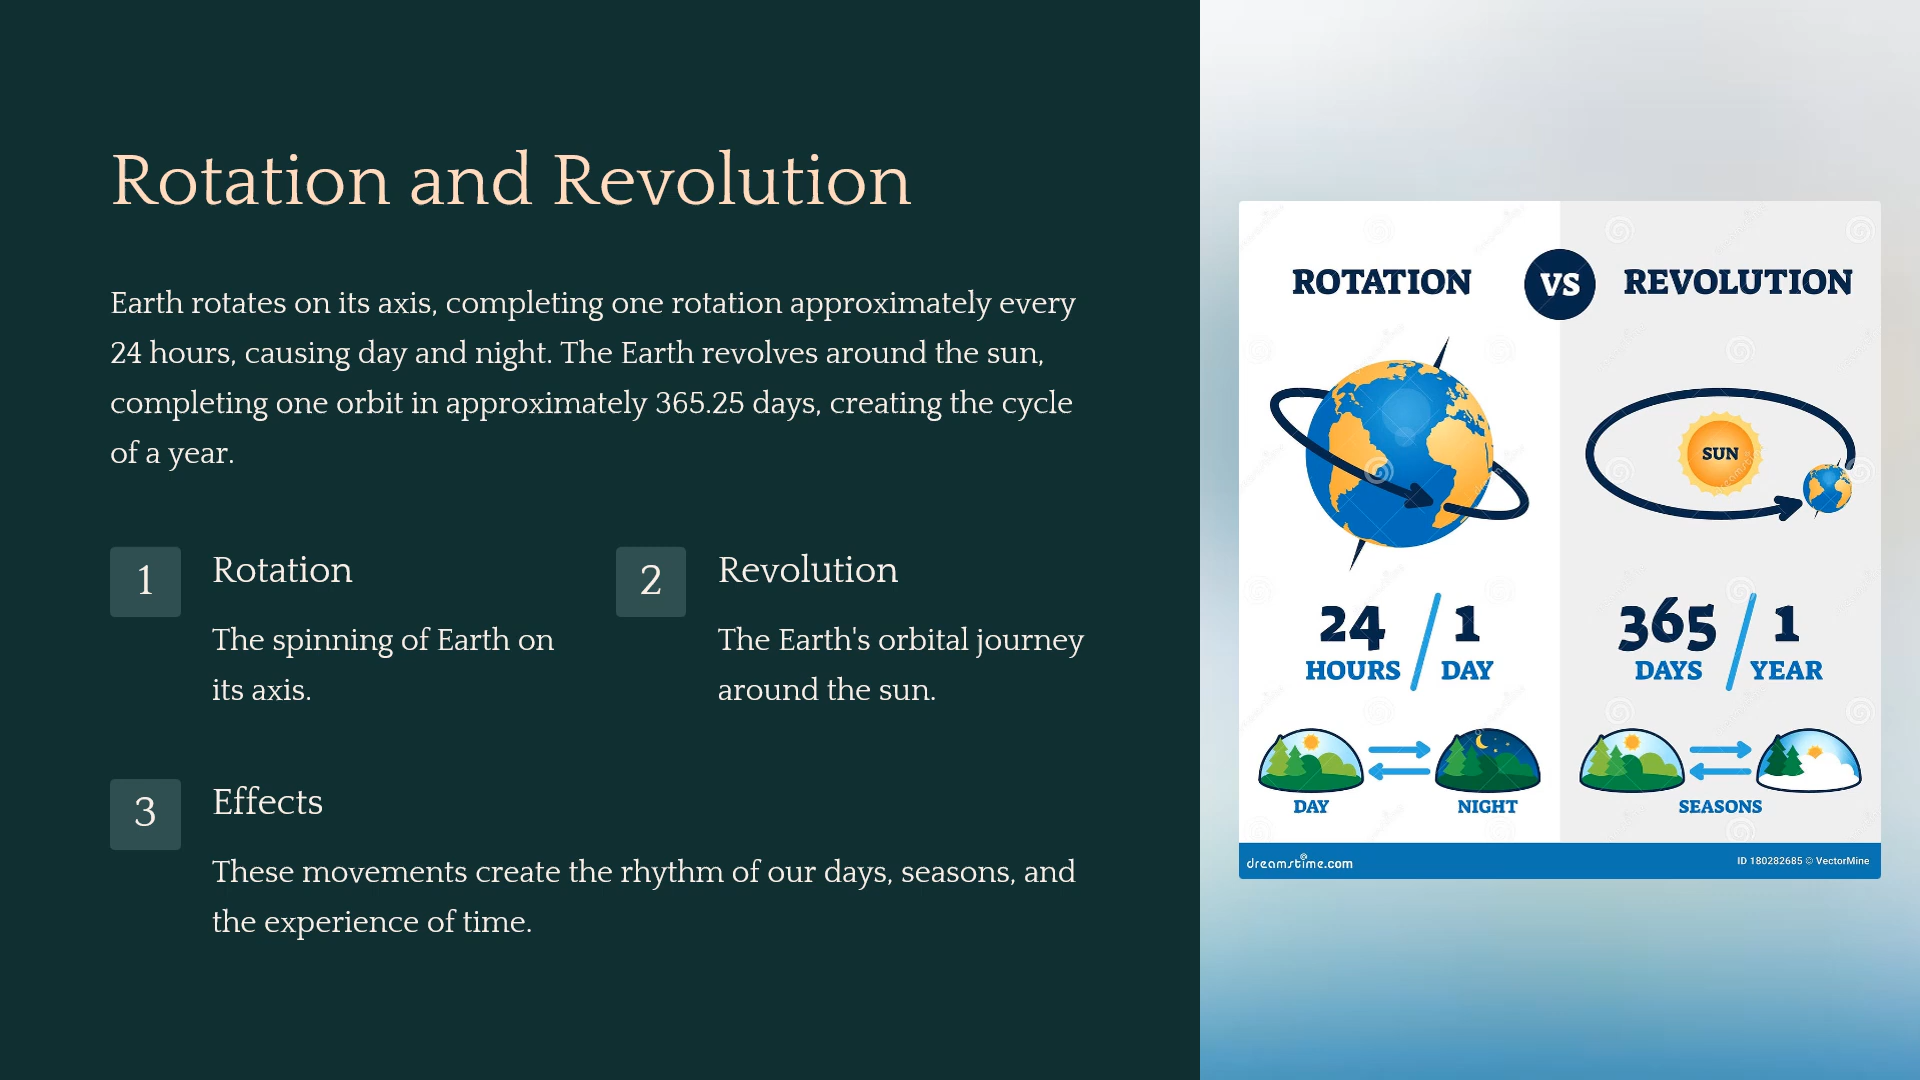 Rotation and Revolution
Earth rotates on its axis, completing one rotation approximately every
24 hours, causing day and night. The Earth revolves around the sun,
completing one orbit in approximately 365.25 days, creating the cycle
of a year.
1
Rotation
The spinning of Earth on
its axis.
2
Revolution
The Earth's orbital journey
around the sun.
3
Effects
These movements create the rhythm of our days, seasons, and
the experience of time.
ROTATION VS REVOLUTION
SUN
24 / 1
HOURS DAY
365 / 1
DAYS YEAR
DAY NIGHT
SEASONS
dreamstime.com
ID 180282685 © VectorMine